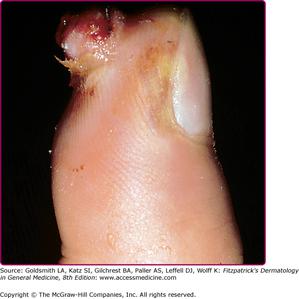 Source: Goldsmith LA, Katz SI, Gilchrest BA, Paller AS, Leffell DJ, Wolff K: Fitzpatrick's Dermatology
in General Medicine, 8th Edition: www.accessmedicine.com
Copyright © The McGraw-Hill Companies, Inc. All rights reserved.